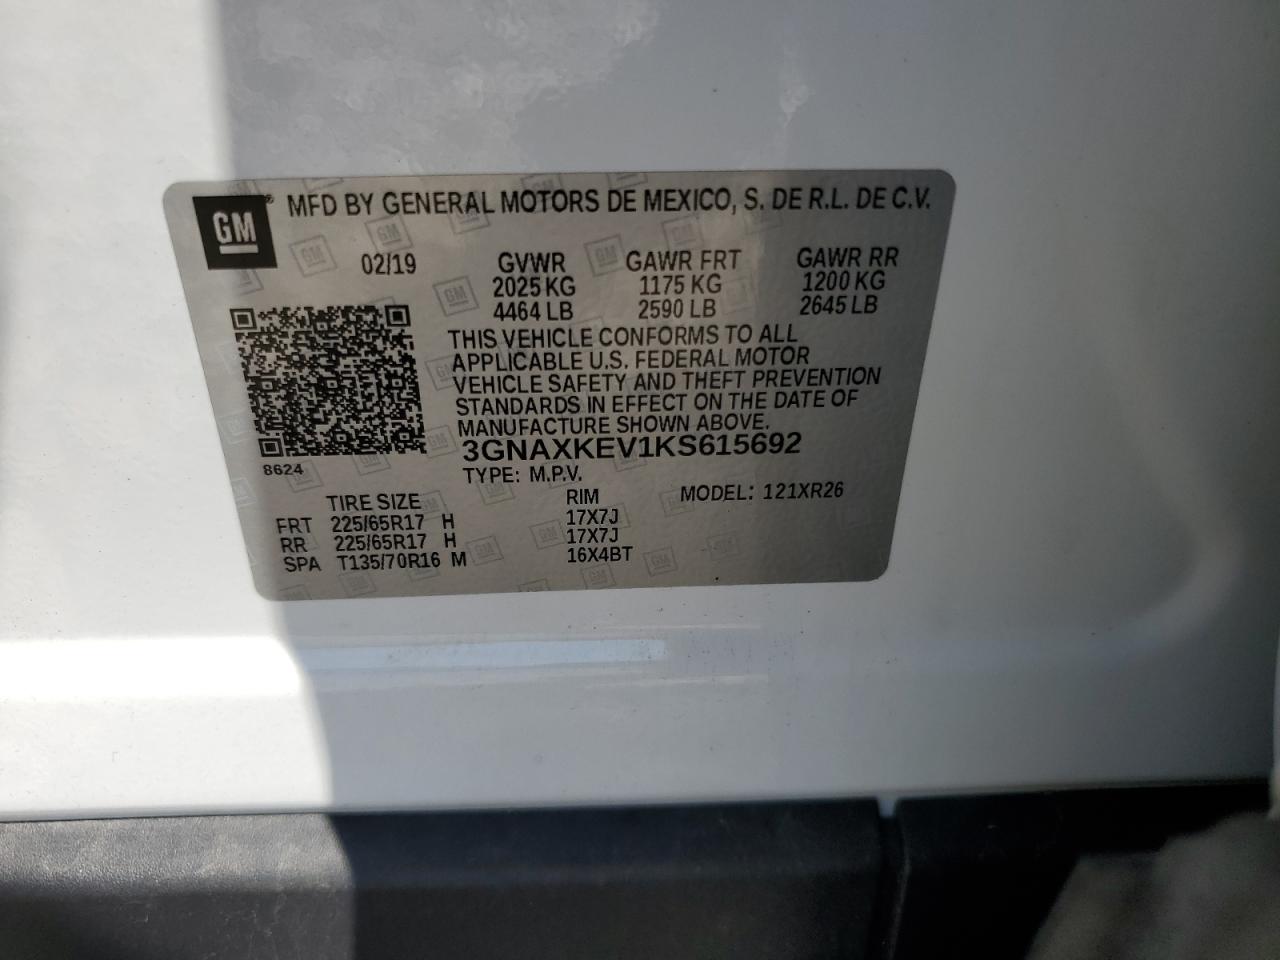 GM ® MFD BY GENERAL MOTORS DE MEXICO, S. DE R.L. DE C.V.
02/19 GVWR GAWR FRT GAWR RR
2025 KG 1175 KG 1200 KG
4464 LB 2590 LB 2645 LB
THIS VEHICLE CONFORMS TO ALL
APPLICABLE U.S. FEDERAL MOTOR
VEHICLE SAFETY AND THEFT PREVENTION
STANDARDS IN EFFECT ON THE DATE OF
MANUFACTURE SHOWN ABOVE.
3GNAXKEV1KS615692
8624
TYPE: M.P.V.
TIRE SIZE RIM MODEL: 121XR26
FRT 225/65R17 H 17X7J
RR 225/65R17 H 17X7J
SPA T135/70R16 M 16X4BT